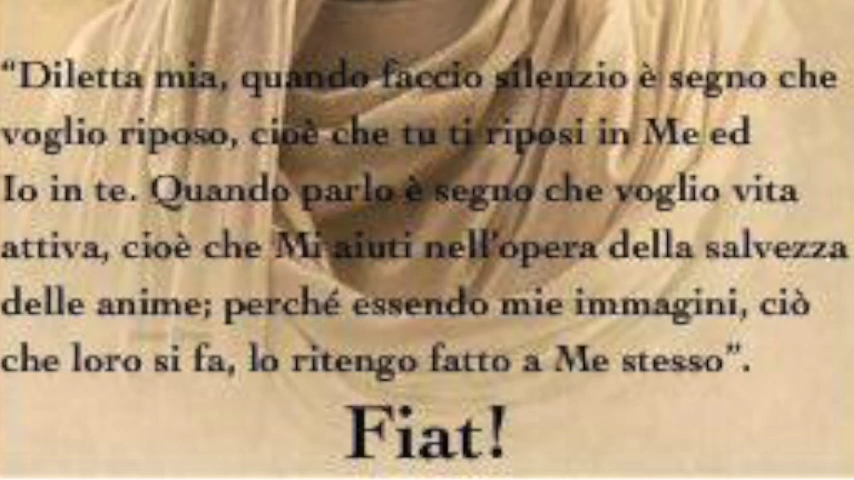 “Diletta mia, quando faccio silenzio è segno che
voglio riposo, cioè che tu ti riposi in Me ed
Io in te. Quando parlo è segno che voglio vita
attiva, cioè che Mi aiuti nell’opera della salvezza
delle anime; perché essendo mie immagini, ciò
che loro si fa, lo ritengo fatto a Me stesso”.
Fiat!